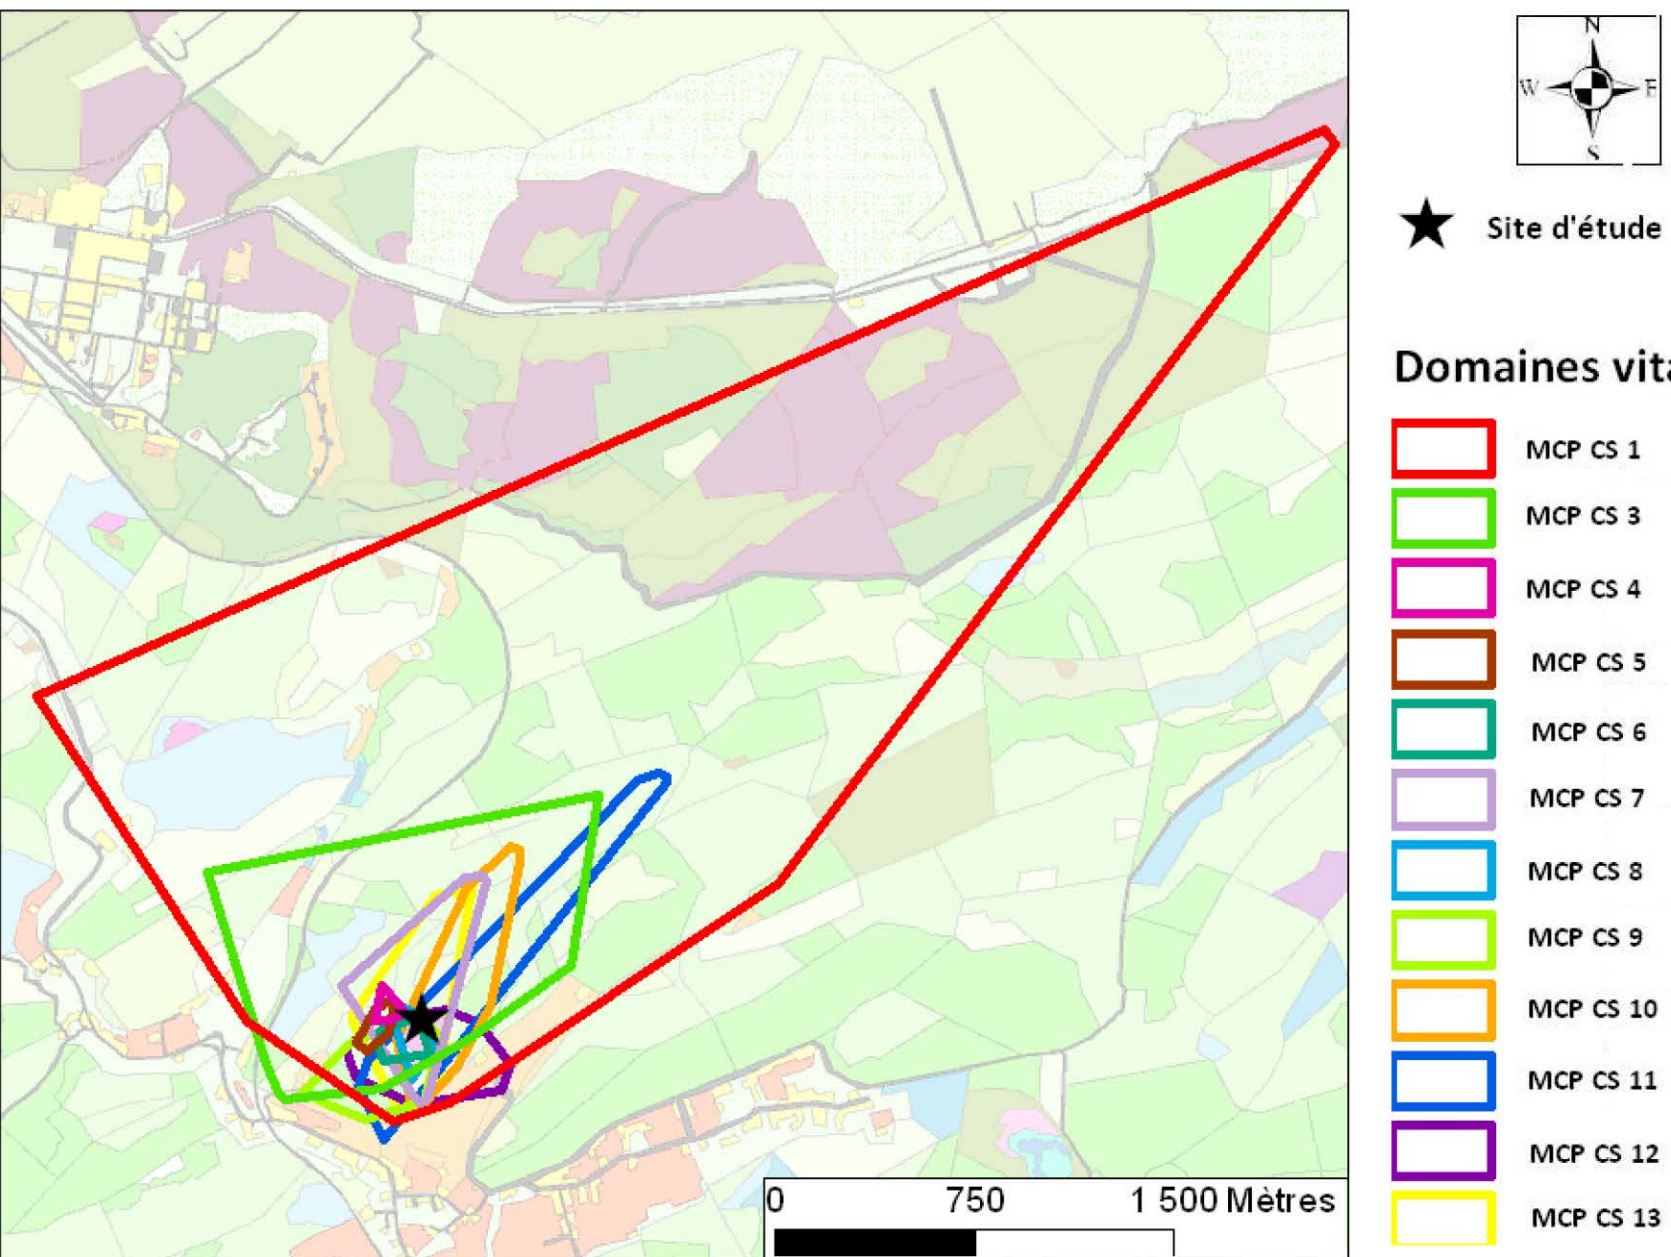 N
W E
S
Site d'étude
Domaines vita
MCP CS 1
MCP CS 3
MCP CS 4
MCP CS 5
MCP CS 6
MCP CS 7
MCP CS 8
MCP CS 9
MCP CS 10
MCP CS 11
MCP CS 12
MCP CS 13
0 750 1 500 Mètres